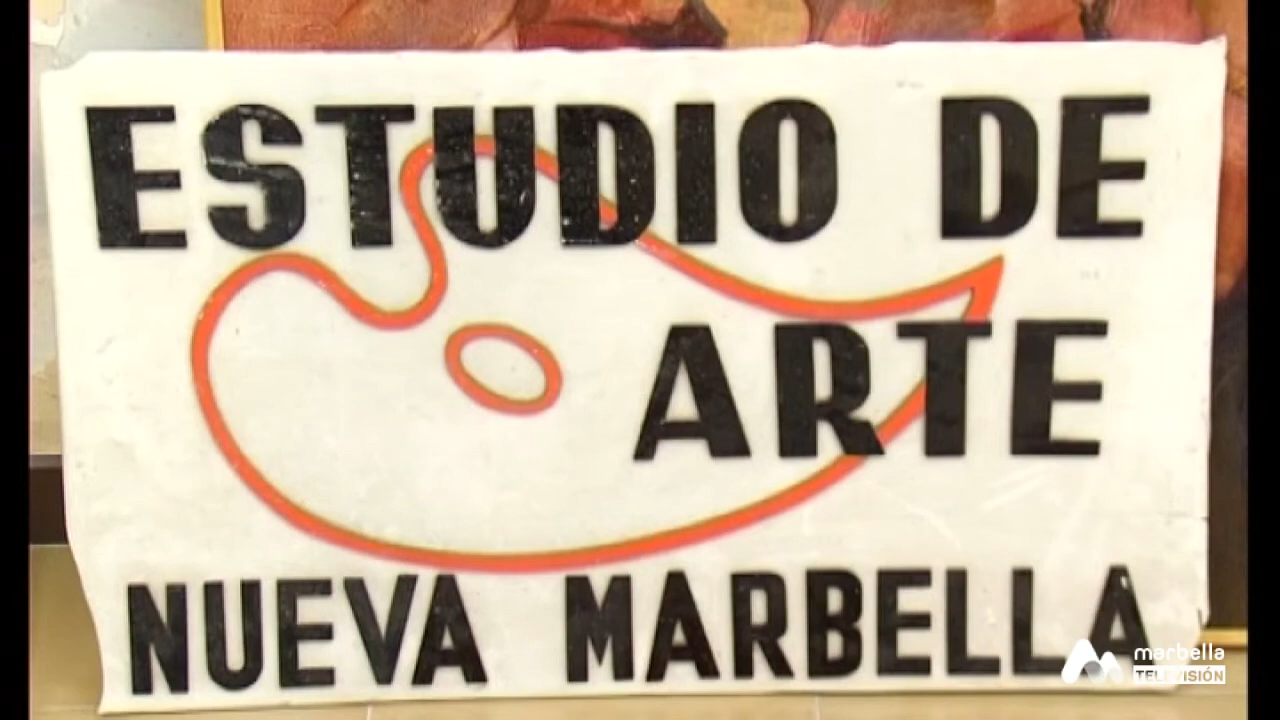 ESTUDIO DE
ARTE
NUEVA MARBELLA
marbella
TELEVISIÓN